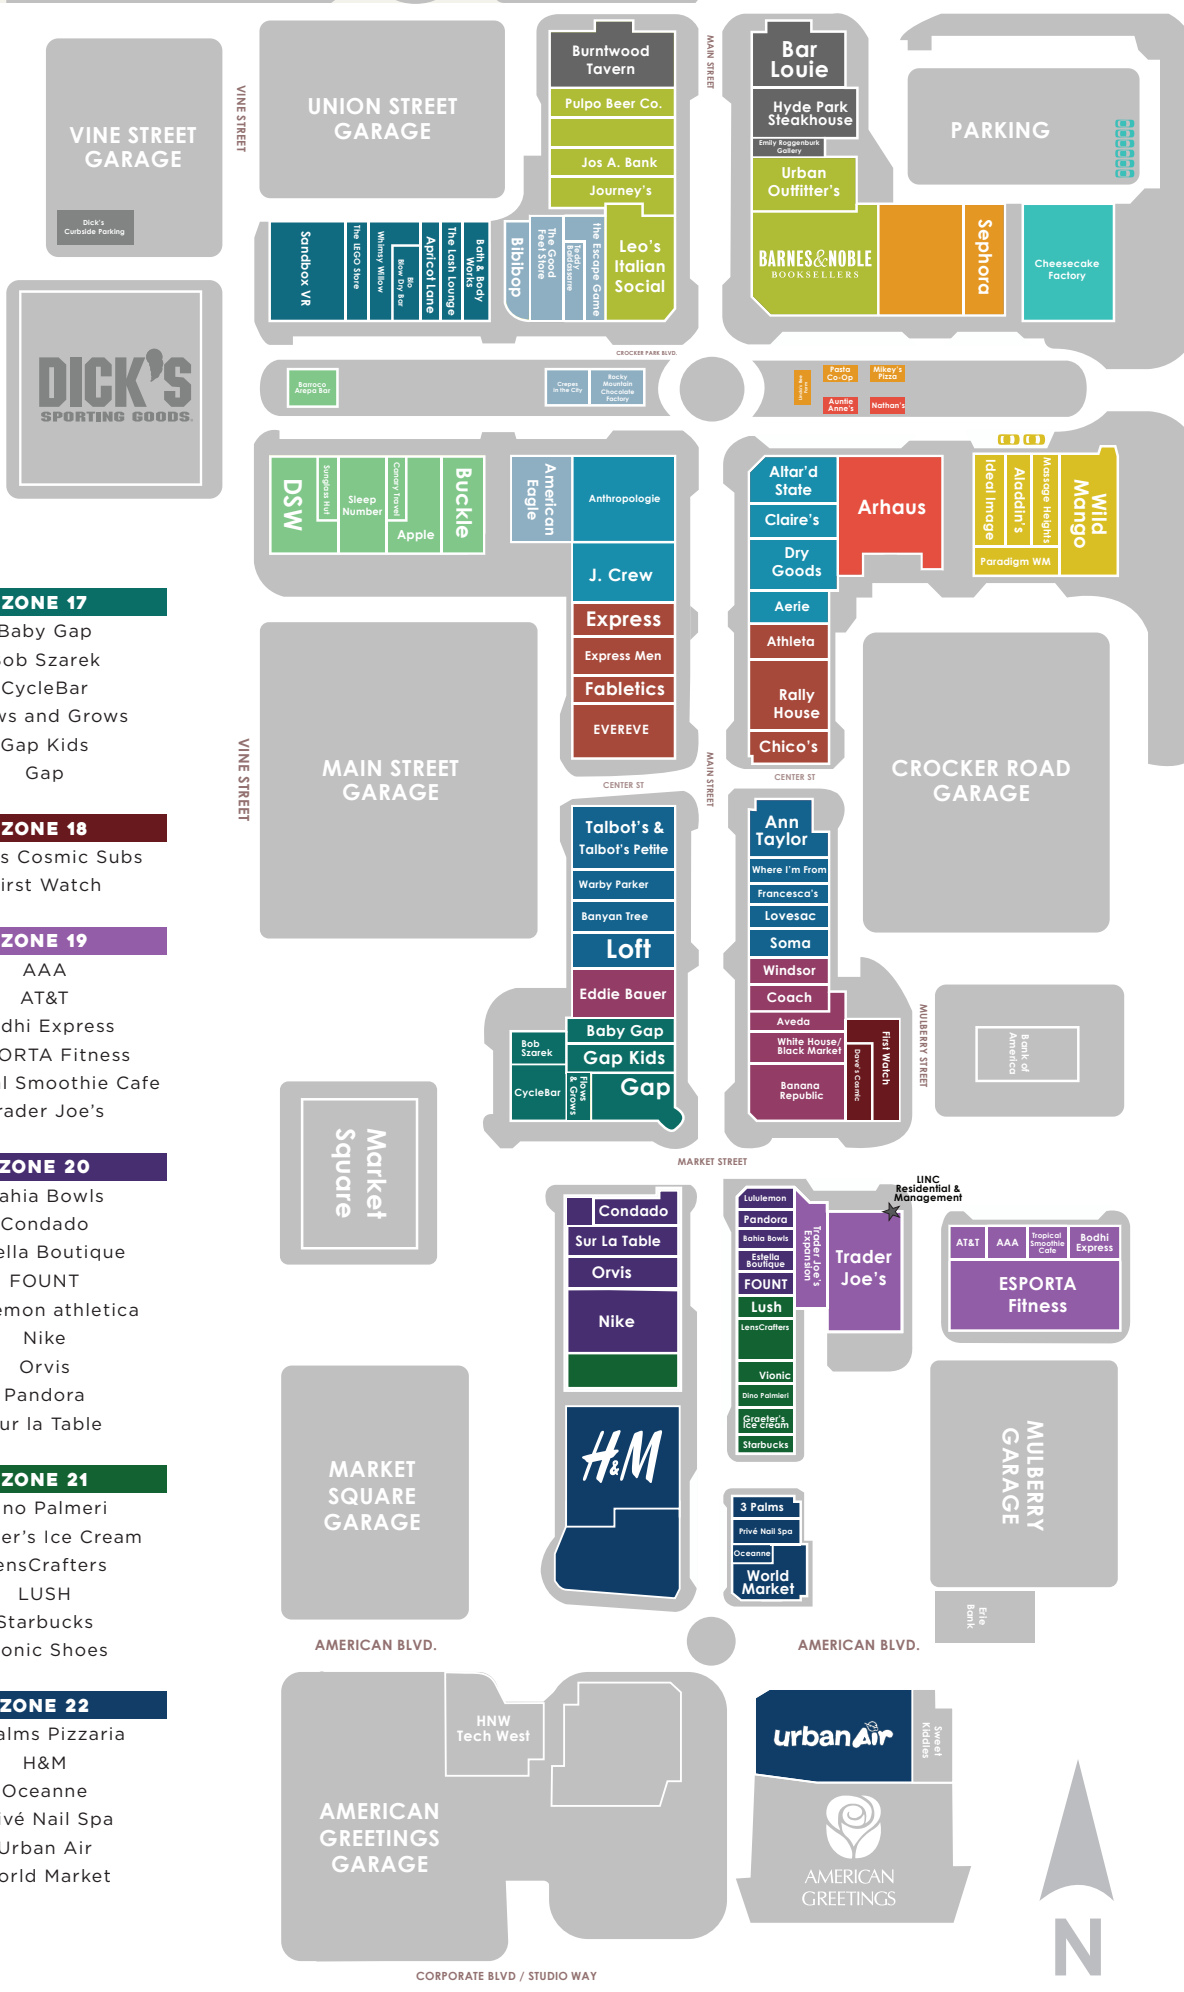 VINE STREET
GARAGE
Dick's
Curbside Parking
VINE STREET
UNION STREET
GARAGE
Burntwood
Tavern
Pulpo Beer Co.
Jos A. Bank
Journey's
Leo's
Italian
Social
MAIN STREET
Bar
Louie
Hyde Park
Steakhouse
Emily Roggenburk
Gallery
Urban
Outfitter's
BARNES&NOBLE
BOOKSELLERS
Sephora
PARKING
Cheesecake
Factory
Sandbox VR
The LEGO Store
Whimsy Willow
Blo
Blow Dry Bar
Apricot Lane
The Lash Lounge
Bath & Body
Works
Bibibop
The Good
Feet Store
Teddy
Baldassarre
the Escape Game
DICK'S
SPORTING GOODS.
CROCKER PARK BLVD.
Barroco
Arepa Bar
Crepes
in the City
Rocky
Mountain
Chocolate
Factory
Pasta
Co-Op
Mikey's
Pizza
Auntie
Anne's
Nathan's
DSW
Sunglass Hut
Sleep
Number
Canary Travel
Apple
Buckle
American
Eagle
Anthropologie
J. Crew
Express
Express Men
Fabletics
EVEREVE
Altar'd
State
Claire's
Dry
Goods
Aerie
Athleta
Rally
House
Chico's
Arhaus
Ideal Image
Aladdin's
Massage Heights
Paradigm WM
Wild
Mango
VINE STREET
MAIN STREET
GARAGE
CENTER ST
MAIN STREET
CENTER ST
CROCKER ROAD
GARAGE
Talbot's &
Talbot's Petite
Warby Parker
Banyan Tree
Loft
Eddie Bauer
Baby Gap
Gap Kids
Gap
Bob
Szarek
CycleBar
Flows
& Grows
Ann
Taylor
Where I'm From
Francesca's
Lovesac
Soma
Windsor
Coach
Aveda
White House/
Black Market
Banana
Republic
Dave's Cosmic
First Watch
MULBERRY STREET
Bank of
America
Market
Square
MARKET STREET
LINC
Residential &
Management
Condado
Sur La Table
Orvis
Nike
H&M
Lululemon
Pandora
Bahia Bowls
Estella
Boutique
FOUNT
Lush
LensCrafters
Vionic
Dino Palmieri
Graeter's
Ice cream
Starbucks
Trader Joe's
Expansion
Trader
Joe's
AT&T
AAA
Tropical
Smoothie
Cafe
Bodhi
Express
ESPORTA
Fitness
MARKET
SQUARE
GARAGE
3 Palms
Privé Nail Spa
Oceanne
World
Market
MULBERRY
GARAGE
Erie
Bank
AMERICAN BLVD.
AMERICAN BLVD.
HNW
Tech West
AMERICAN
GREETINGS
GARAGE
urbanAir
Sweet
Kiddles
AMERICAN
GREETINGS
N
CORPORATE BLVD / STUDIO WAY
ZONE 17
Baby Gap
ob Szarek
CycleBar
ws and Grows
Gap Kids
Gap
ZONE 18
s Cosmic Subs
irst Watch
ZONE 19
AAA
AT&T
dhi Express
ORTA Fitness
al Smoothie Cafe
rader Joe's
ZONE 20
ahia Bowls
Condado
ella Boutique
FOUNT
emon athletica
Nike
Orvis
Pandora
ur la Table
ZONE 21
no Palmeri
er's Ice Cream
ensCrafters
LUSH
Starbucks
onic Shoes
ZONE 22
alms Pizzaria
H&M
Oceanne
ivé Nail Spa
Urban Air
orld Market